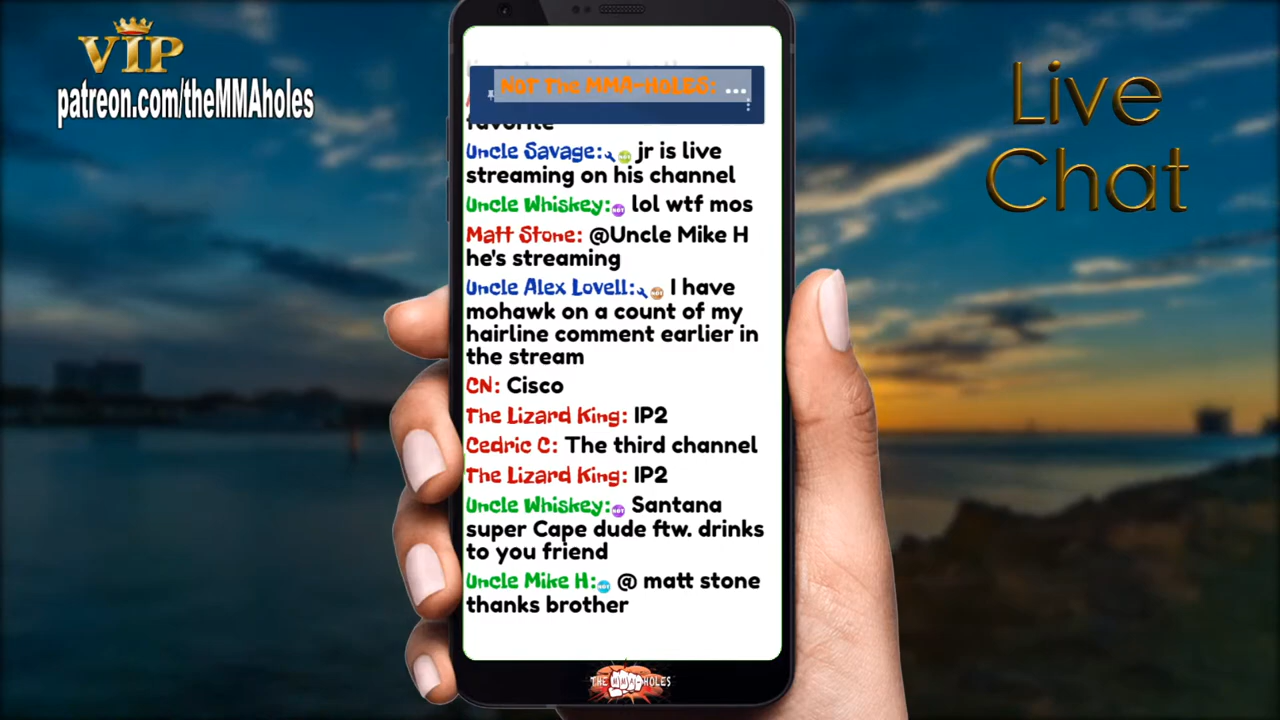 VIP
patreon.com/theMMAholes
Live
Chat
NOT The MMA-HOLES: ...
favorite
Uncle Savage: jr is live
streaming on his channel
Uncle Whiskey: lol wtf mos
Matt Stone: @Uncle Mike H
he's streaming
Uncle Alex Lovell: I have
mohawk on a count of my
hairline comment earlier in
the stream
CN: Cisco
The Lizard King: IP2
Cedric C: The third channel
The Lizard King: IP2
Uncle Whiskey: Santana
super Cape dude ftw. drinks
to you friend
Uncle Mike H: @ matt stone
thanks brother
THE MMA-HOLES